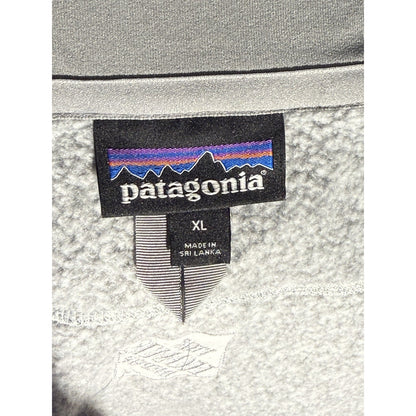 patagonia®
XL
MADE IN
SRI LANKA